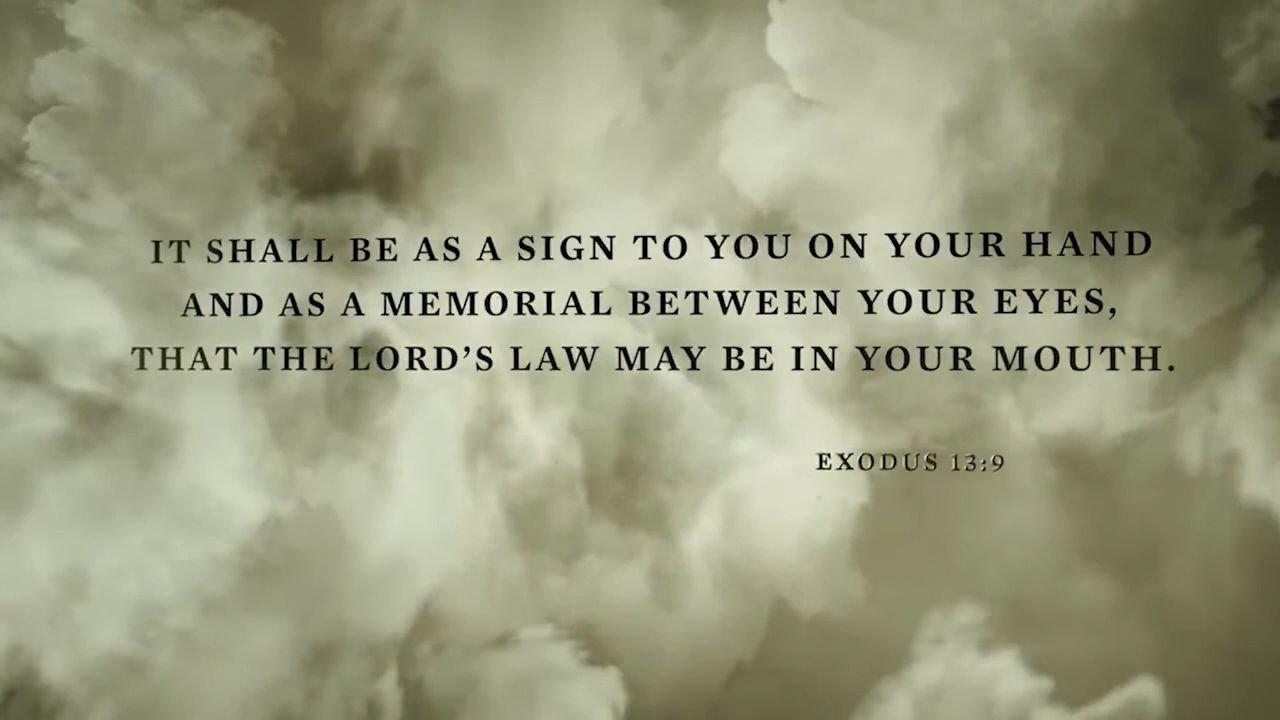 IT SHALL BE AS A SIGN TO YOU ON YOUR HAND
AND AS A MEMORIAL BETWEEN YOUR EYES,
THAT THE LORD’S LAW MAY BE IN YOUR MOUTH.
EXODUS 13:9